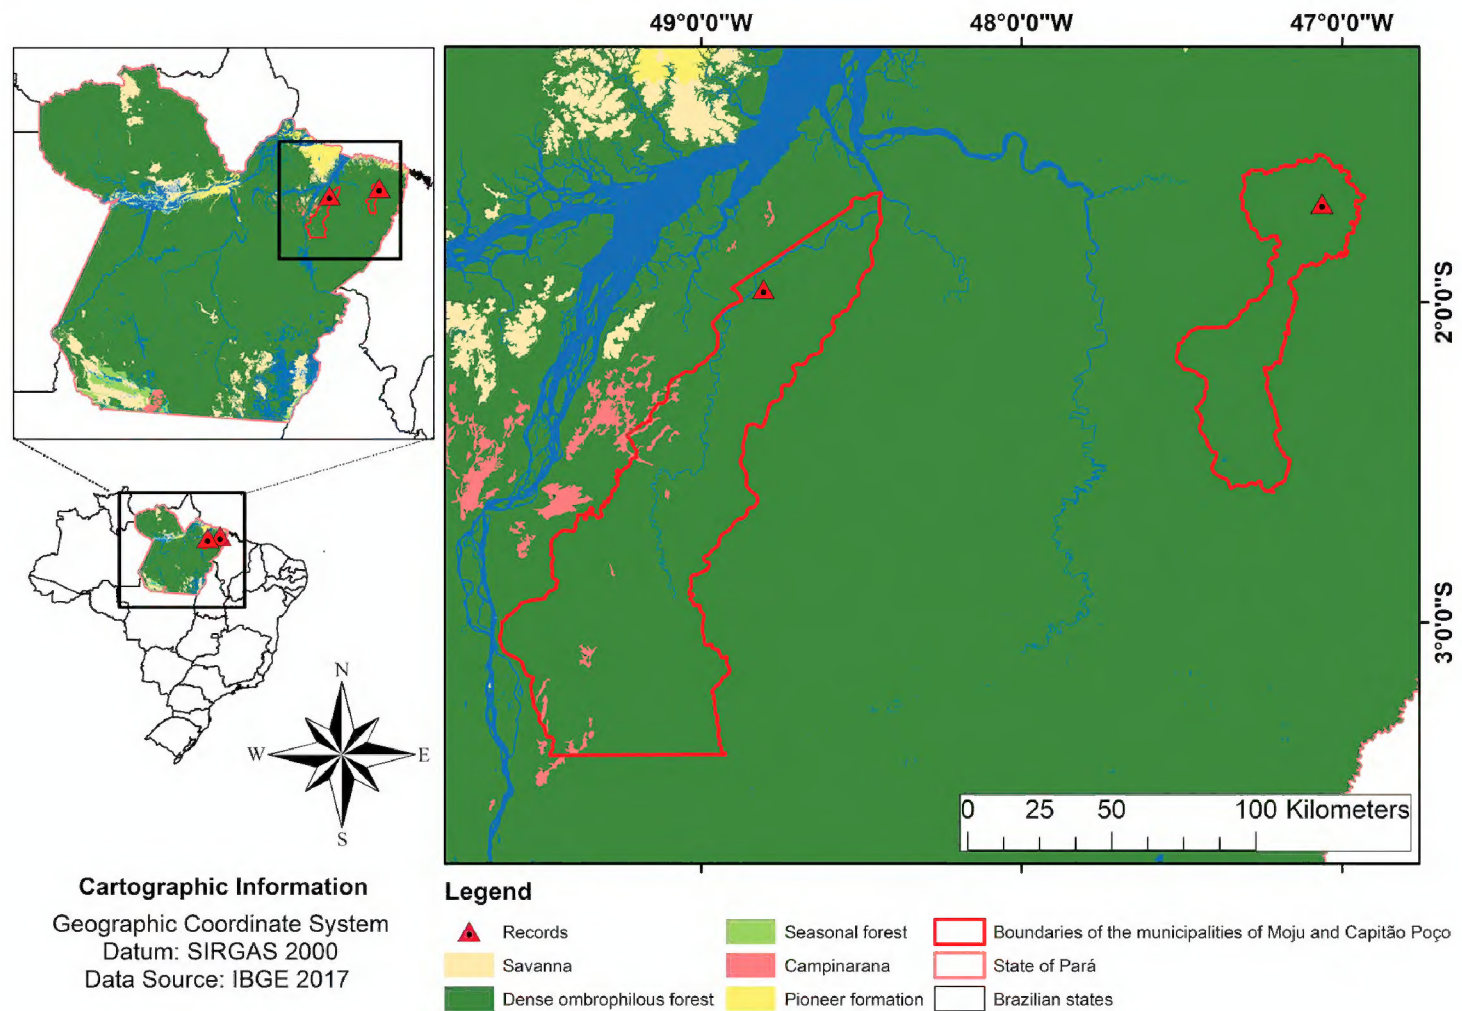 49°0'0"W
48°0'0"W
47°0'0"W
2°0'0"S
3°0'0"S
0 25 50 100 Kilometers
N
W
E
S
Cartographic Information
Geographic Coordinate System
Datum: SIRGAS 2000
Data Source: IBGE 2017
Legend
Records
Savanna
Dense ombrophilous forest
Seasonal forest
Campinarana
Pioneer formation
Boundaries of the municipalities of Moju and Capitão Poço
State of Pará
Brazilian states